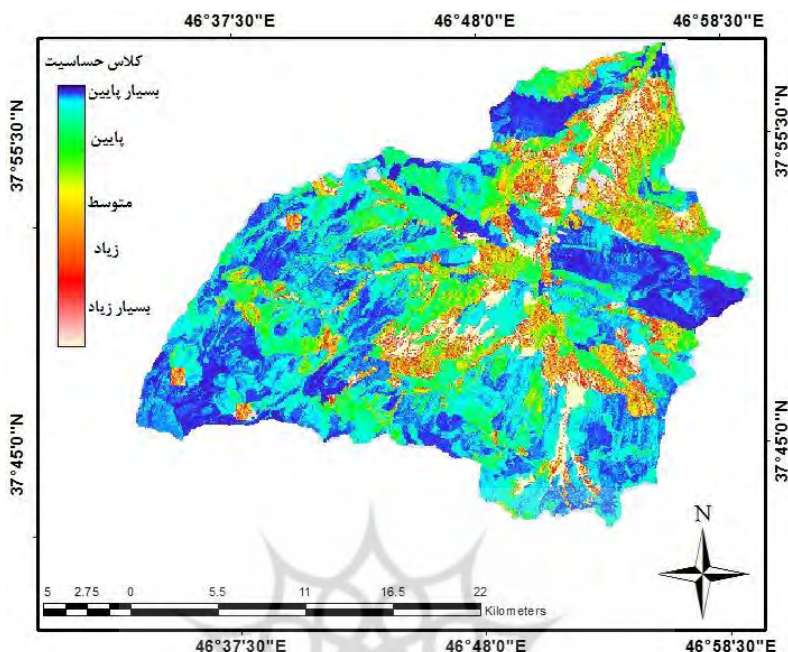 46°37'30"E 46°48'0"E 46°58'30"E
کلاس حساسیت
بسیار پایین
پایین
متوسط
زیاد
بسیار زیاد
37°55'30"N
37°55'30"N
37°45'0"N
37°45'0"N
N
5 2.75 0 5.5 11 16.5 22
Kilometers
46°37'30"E 46°48'0"E 46°58'30"E